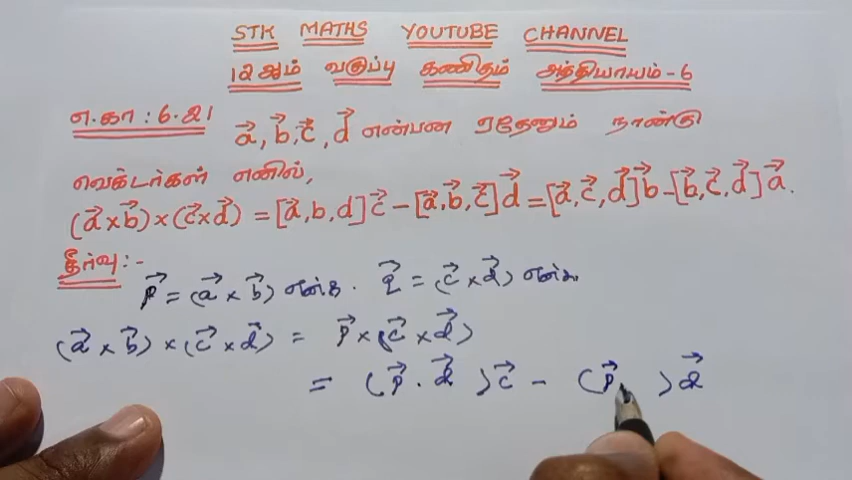 STK MATHS YOUTUBE CHANNEL
12ஆம் வகுப்பு கணிதம் அத்தியாயம்-6
எ.கா : 6.21 a⃗, b⃗, c⃗, d⃗ என்பன ஏதேனும் நான்கு
வெக்டர்கள் எனில்,
(a⃗ × b⃗) × (c⃗ × d⃗) = [a⃗, b, d] c⃗ − [a⃗, b⃗, c⃗] d⃗ = [a⃗, c⃗, d⃗] b⃗ − [b⃗, c⃗, d⃗] a⃗.
தீர்வு :-
p⃗ = (a⃗ × b⃗) என்க. q⃗ = (c⃗ × d⃗) என்க
(a⃗ × b⃗) × (c⃗ × d⃗) = p⃗ × (c⃗ × d⃗)
= (p⃗ . d⃗ ) c⃗ − (p⃗ ) d⃗